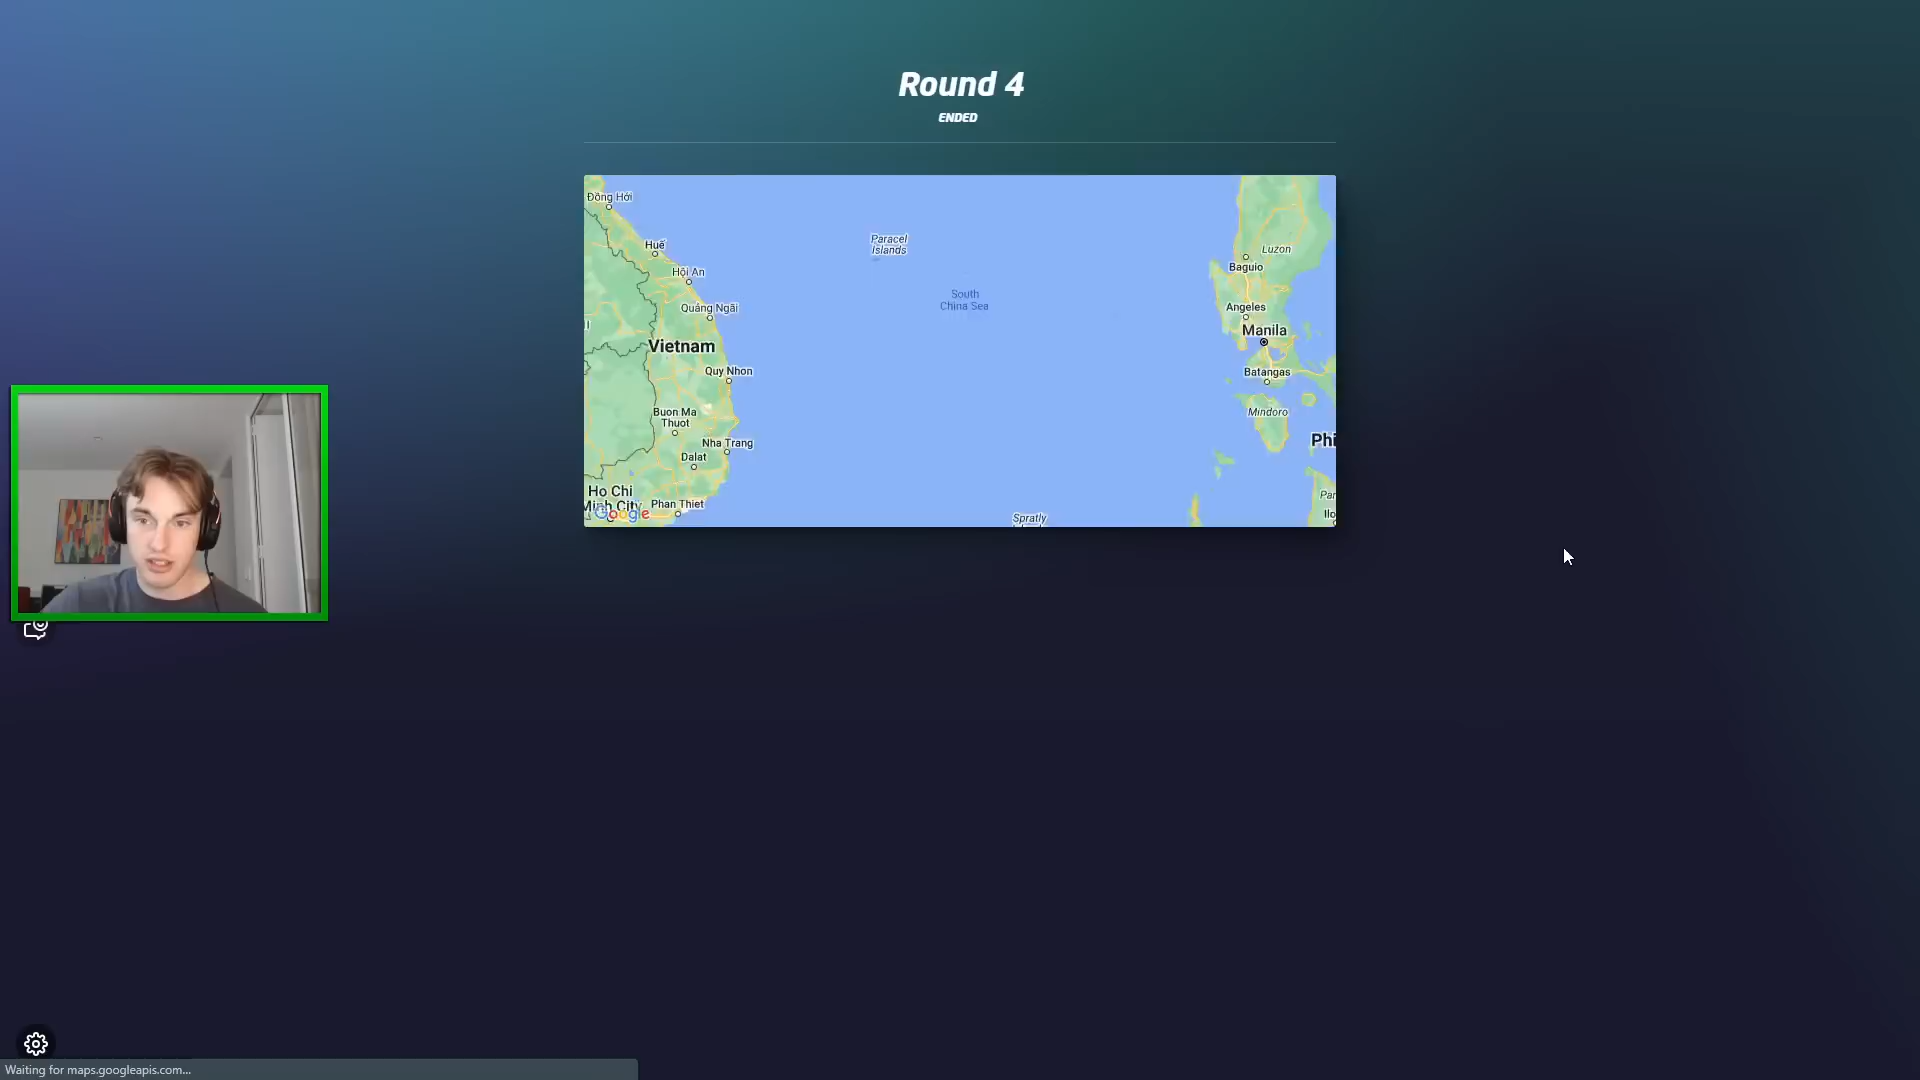 Round 4
ENDED
Đồng Hới
Huế
Paracel
Islands
Luzon
Baguio
Hội An
South
China Sea
Quảng Ngãi
Angeles
Manila
Vietnam
Quy Nhon
Batangas
Buon Ma
Thuot
Mindoro
Nha Trang
Phi
Dalat
Ho Chi
Minh City
Phan Thiet
Par
Ilo
Google
Spratly
Waiting for maps.googleapis.com...